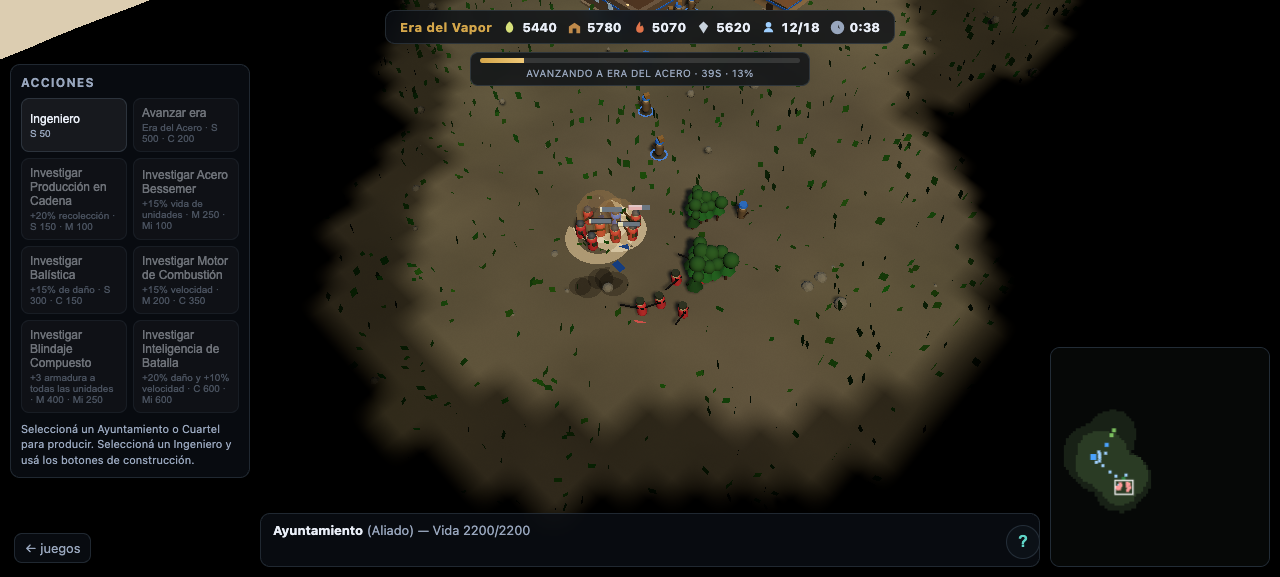 Era del Vapor 5440 5780 5070 5620 12/18 0:38
AVANZANDO A ERA DEL ACERO · 39S · 13%
ACCIONES
Ingeniero
S 50
Avanzar era
Era del Acero · S
500 · C 200
Investigar
Producción en
Cadena
+20% recolección ·
S 150 · M 100
Investigar Acero
Bessemer
+15% vida de
unidades · M 250 ·
Mi 100
Investigar
Balística
+15% de daño · S
300 · C 150
Investigar Motor
de Combustión
+15% velocidad ·
M 200 · C 350
Investigar
Blindaje
Compuesto
+3 armadura a
todas las unidades
· M 400 · Mi 250
Investigar
Inteligencia de
Batalla
+20% daño y +10%
velocidad · C 600 ·
Mi 600
Seleccioná un Ayuntamiento o Cuartel
para producir. Seleccioná un Ingeniero y
usá los botones de construcción.
← juegos
Ayuntamiento (Aliado) — Vida 2200/2200
?